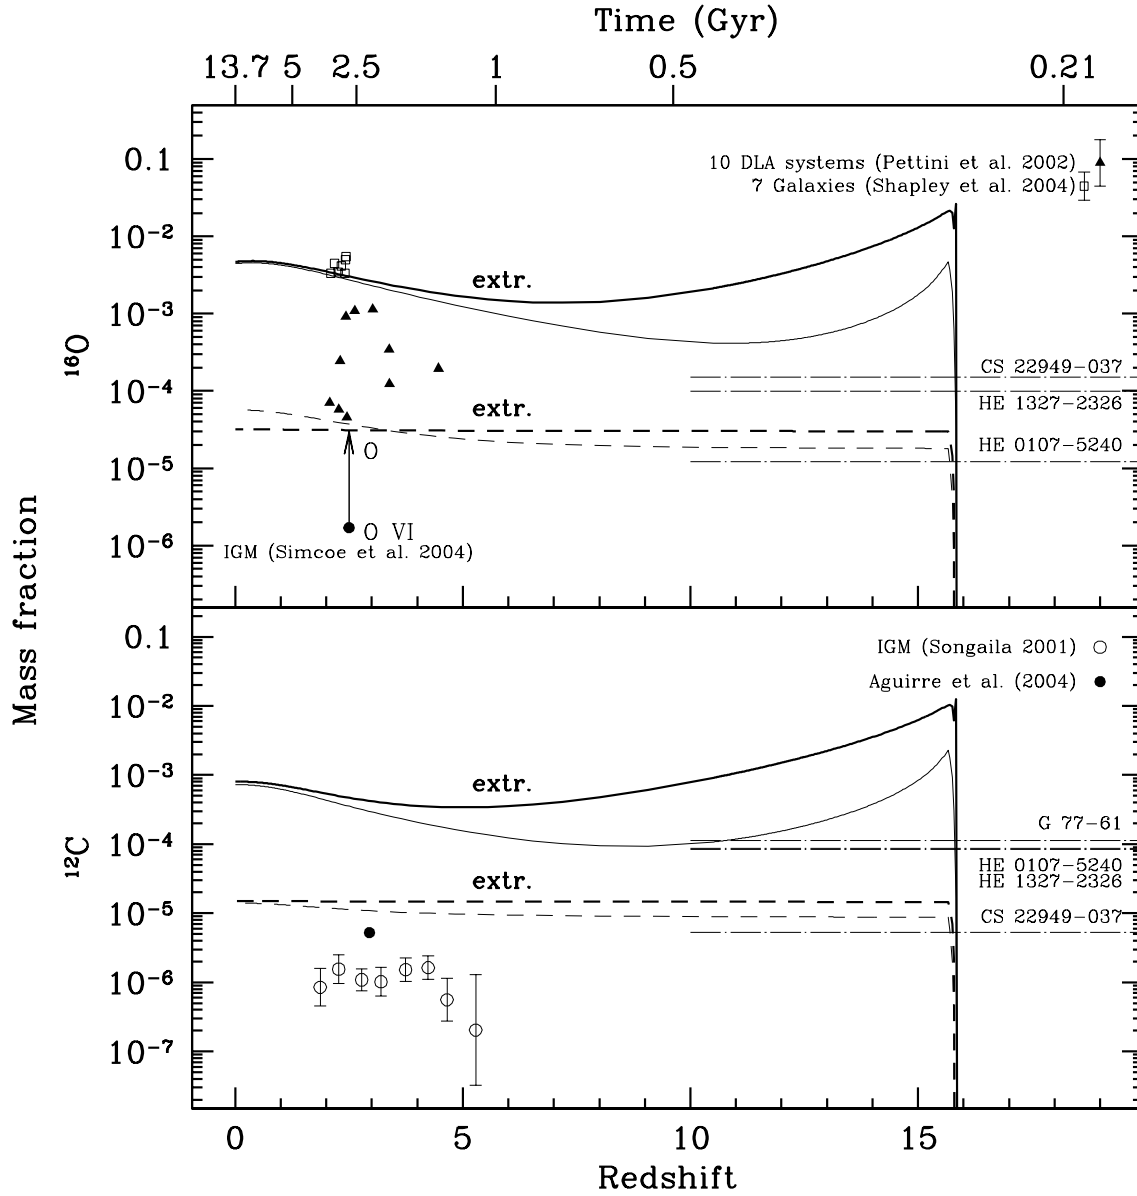 Time (Gyr)
13.7 5 2.5 1 0.5 0.21
0.1
10 DLA systems (Pettini et al. 2002)
7 Galaxies (Shapley et al. 2004)
10⁻²
extr.
10⁻³
¹⁶O
CS 22949-037
10⁻⁴
HE 1327-2326
extr.
HE 0107-5240
O
10⁻⁵
O VI
10⁻⁶
IGM (Simcoe et al. 2004)
Mass fraction
0.1
IGM (Songaila 2001)
Aguirre et al. (2004)
10⁻²
10⁻³
extr.
G 77-61
¹²C
10⁻⁴
HE 0107-5240
HE 1327-2326
extr.
10⁻⁵
CS 22949-037
10⁻⁶
10⁻⁷
0 5 10 15
Redshift